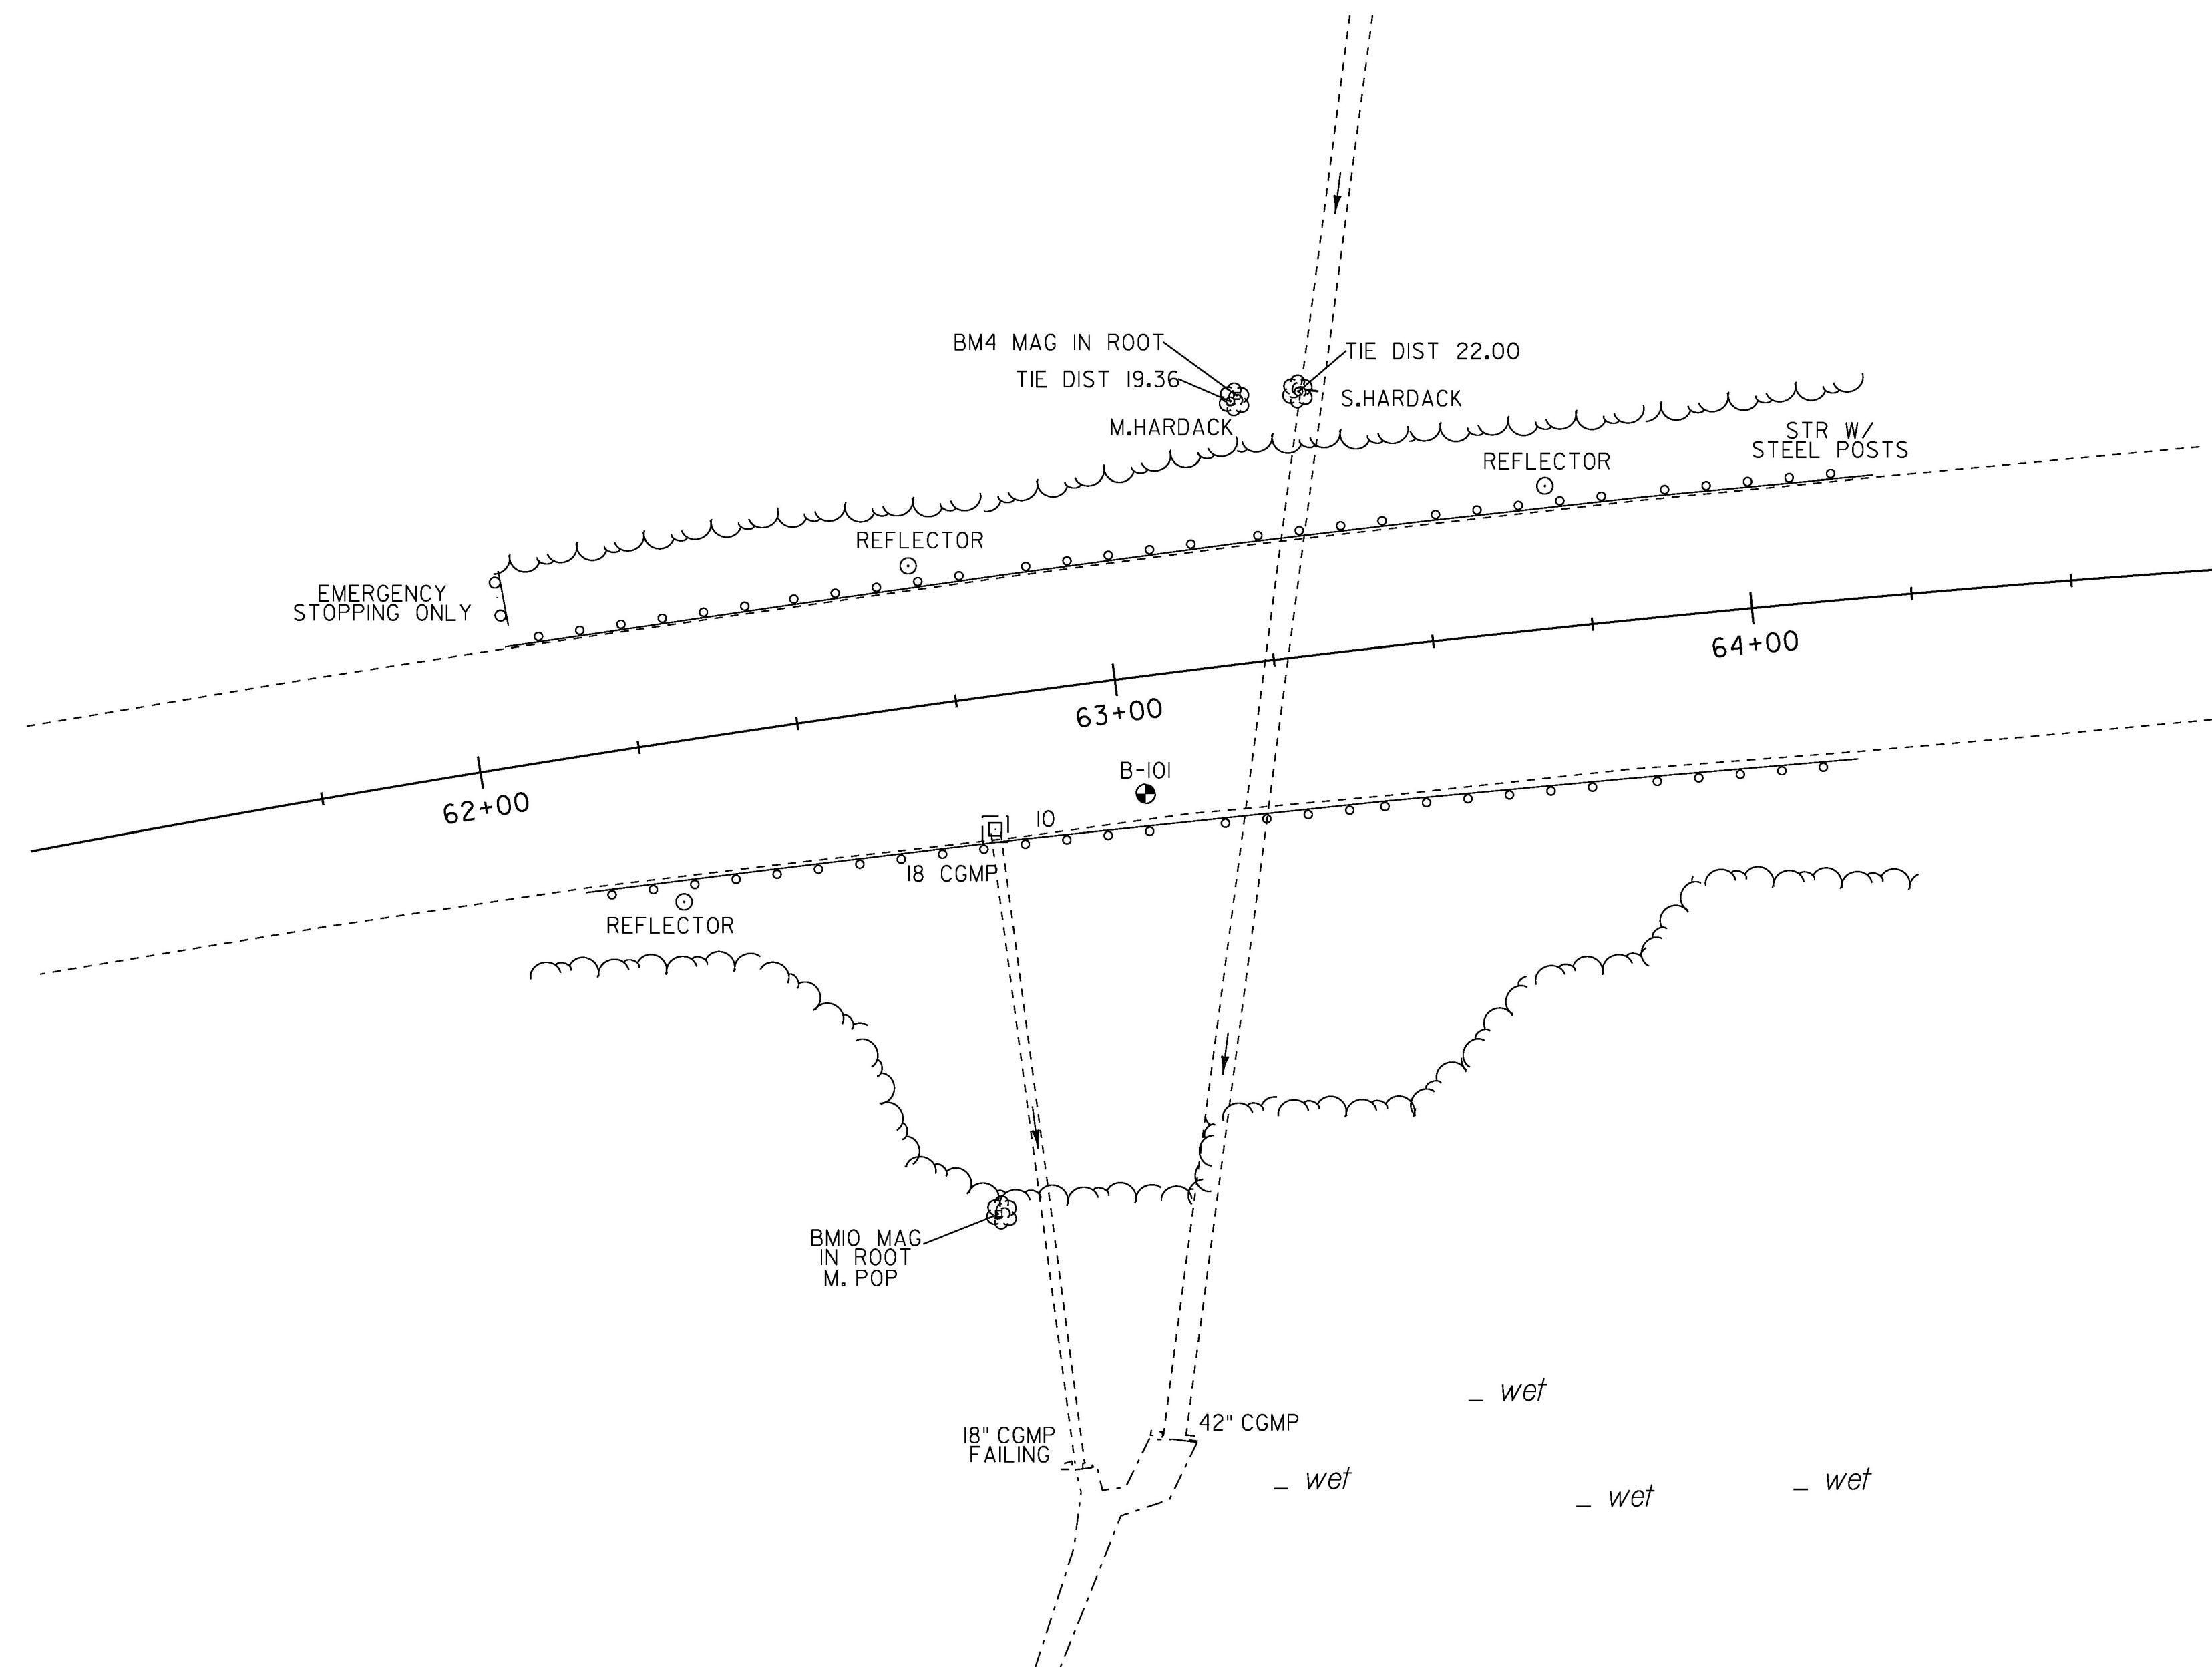 BM4 MAG IN ROOT
TIE DIST 22.00
TIE DIST 19.36
S.HARDACK
M.HARDACK
STR W/
STEEL POSTS
REFLECTOR
REFLECTOR
EMERGENCY
STOPPING ONLY
64+00
63+00
62+00
B-101
10
18 CGMP
REFLECTOR
BM10 MAG
IN ROOT
M. POP
wet
42" CGMP
18" CGMP
FAILING
wet
wet
wet